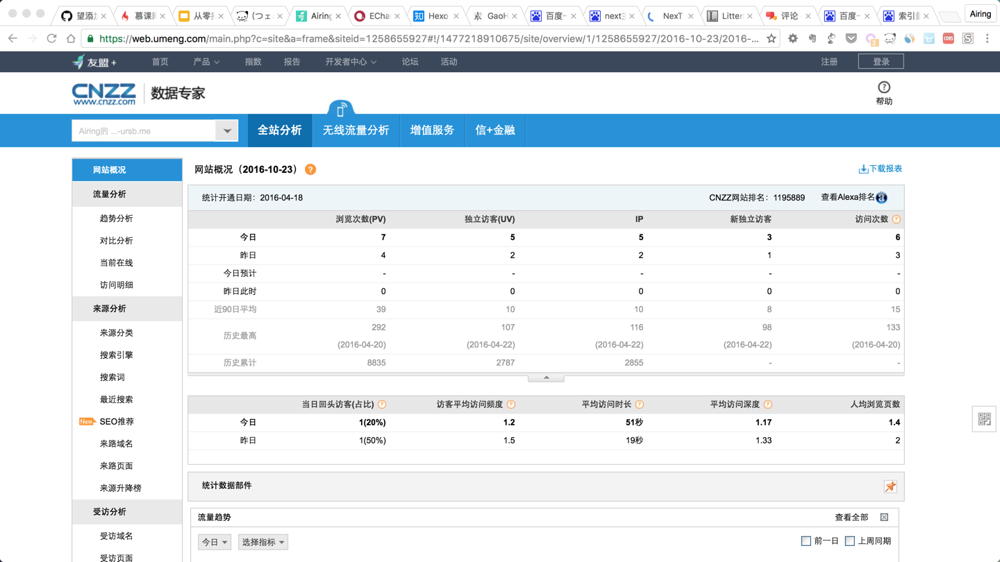 望添加 慕课网 从零搭 (つェ Airing EChar Hexo 素 GaoH 百度一 next主 NexT Litten 评论 百度一 索引量 Airing
https://web.umeng.com/main.php?c=site&a=frame&siteid=1258655927#!/1477218910675/site/overview/1/1258655927/2016-10-23/2016-...
友盟+ 首页 产品 指数 报告 开发者中心 论坛 活动 注册 登录
CNZZ 数据专家
www.cnzz.com
帮助
Airing的 ...-ursb.me 全站分析 无线流量分析 增值服务 信+金融
网站概况
流量分析
趋势分析
对比分析
当前在线
访问明细
来源分析
来源分类
搜索引擎
搜索词
最近搜索
New SEO推荐
来路域名
来路页面
来源升降榜
受访分析
受访域名
受访页面
网站概况（2016-10-23） ? 下载报表
统计开通日期：2016-04-18 CNZZ网站排名：1195889 查看Alexa排名
浏览次数(PV) 独立访客(UV) IP 新独立访客 访问次数 ?
今日 7 5 5 3 6
昨日 4 2 2 1 3
今日预计 - - - - -
昨日此时 0 0 0 0 0
近90日平均 39 10 10 8 15
历史最高 292 107 116 98 133
(2016-04-20) (2016-04-22) (2016-04-22) (2016-04-22) (2016-04-20)
历史累计 8835 2787 2855 - -
当日回头访客(占比) ? 访客平均访问频度 ? 平均访问时长 ? 平均访问深度 ? 人均浏览页数
今日 1(20%) 1.2 51秒 1.17 1.4
昨日 1(50%) 1.5 19秒 1.33 2
统计数据部件
流量趋势 查看全部
今日 选择指标 前一日 上周同期